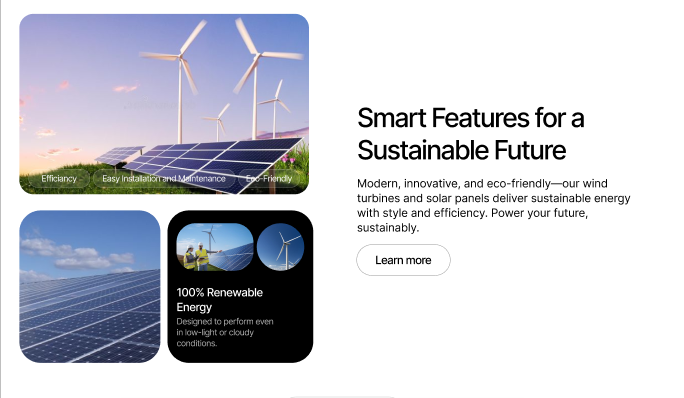 Efficiancy
Easy Installation and Maintenance
Eco-Friendly
100% Renewable
Energy
Designed to perform even
in low-light or cloudy
conditions.
Smart Features for a
Sustainable Future
Modern, innovative, and eco-friendly—our wind
turbines and solar panels deliver sustainable energy
with style and efficiency. Power your future,
sustainably.
Learn more